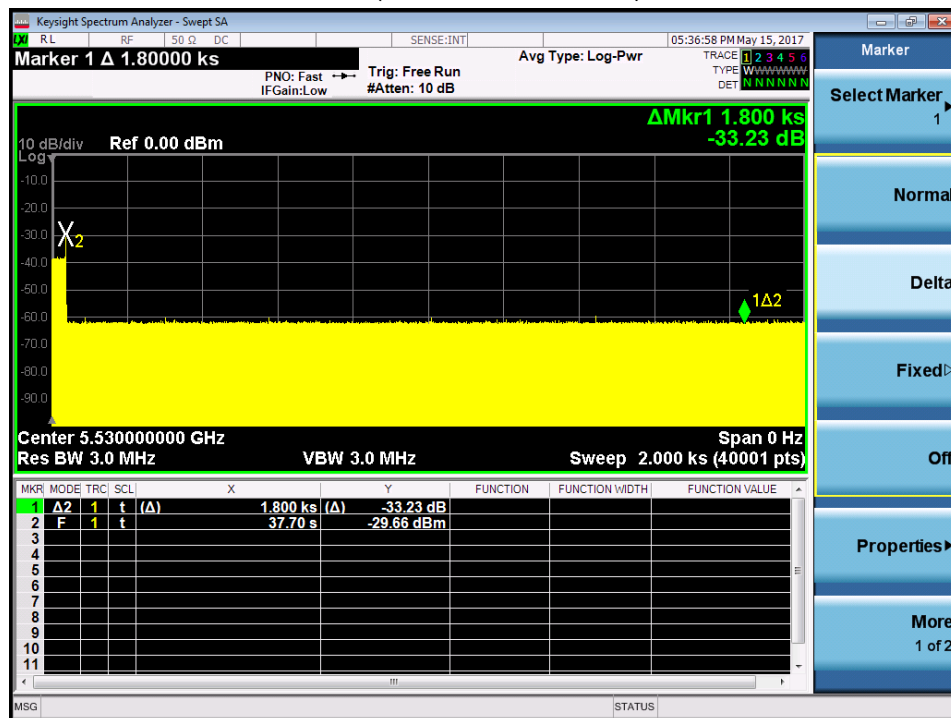 Keysight Spectrum Analyzer - Swept SA
LXI RL RF 50 Ω DC SENSE:INT 05:36:58 PM May 15, 2017
Marker 1 Δ 1.80000 ks
PNO: Fast
IFGain:Low
Trig: Free Run
#Atten: 10 dB
Avg Type: Log-Pwr
TRACE 1 2 3 4 5 6
TYPE WWWWWW
DET N N N N N N
ΔMkr1 1.800 ks
-33.23 dB
10 dB/div Ref 0.00 dBm
Log
-10.0
-20.0
-30.0
-40.0
-50.0
-60.0
-70.0
-80.0
-90.0
X2
1Δ2
Center 5.530000000 GHz Span 0 Hz
Res BW 3.0 MHz VBW 3.0 MHz Sweep 2.000 ks (40001 pts)
MKR MODE TRC SCL X Y FUNCTION FUNCTION WIDTH FUNCTION VALUE
1 Δ2 1 t (Δ) 1.800 ks (Δ) -33.23 dB
2 F 1 t 37.70 s -29.66 dBm
3
4
5
6
7
8
9
10
11
MSG STATUS
Marker
Select Marker
1
Normal
Delta
Fixed
Off
Properties
More
1 of 2